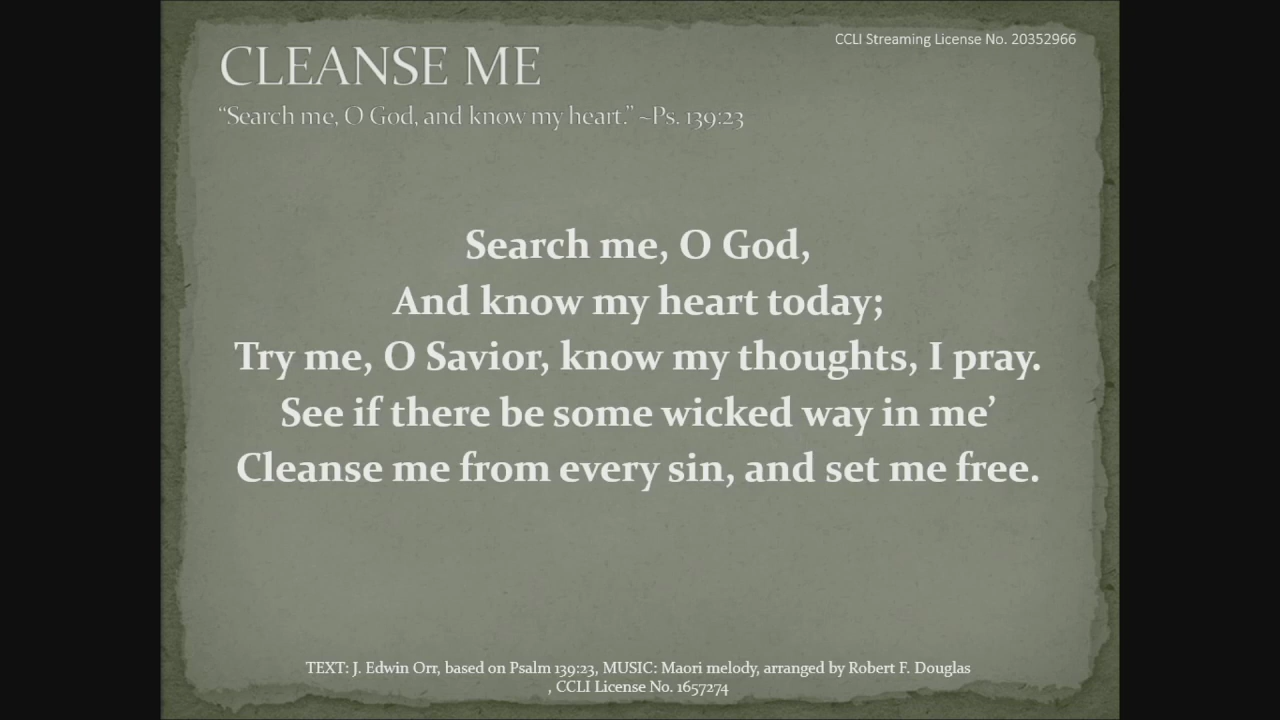 CCLI Streaming License No. 20352966
CLEANSE ME
“Search me, O God, and know my heart.” ~Ps. 139:23
Search me, O God,
And know my heart today;
Try me, O Savior, know my thoughts, I pray.
See if there be some wicked way in me’
Cleanse me from every sin, and set me free.
TEXT: J. Edwin Orr, based on Psalm 139:23, MUSIC: Maori melody, arranged by Robert F. Douglas
, CCLI License No. 1657274